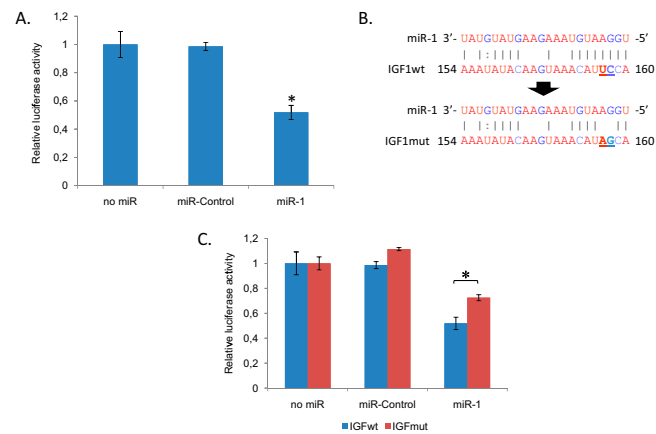 A.
Relative luciferase activity
1,2
1
0,8
0,6
0,4
0,2
0
*
no miR
miR-Control
miR-1
B.
miR-1 3'- UAUGUAUGAAGAAAUGUAAGGU -5'
IGF1wt 154 AAAUAUACAAGUAAACAUUCCA 160
miR-1 3'- UAUGUAUGAAGAAAUGUAAGGU -5'
IGF1mut 154 AAAUAUACAAGUAAACAUAGCA 160
C.
Relative luciferase activity
1,2
1
0,8
0,6
0,4
0,2
0
*
no miR
miR-Control
miR-1
IGFwt
IGFmut